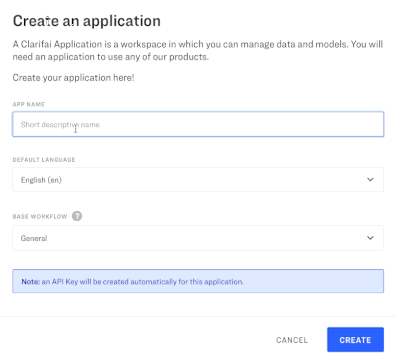 Create an application
A Clarifai Application is a workspace in which you can manage data and models. You will
need an application to use any of our products.
Create your application here!
APP NAME
Short descriptive name
DEFAULT LANGUAGE
English (en)
BASE WORKFLOW ?
General
Note: an API Key will be created automatically for this application.
CANCEL CREATE